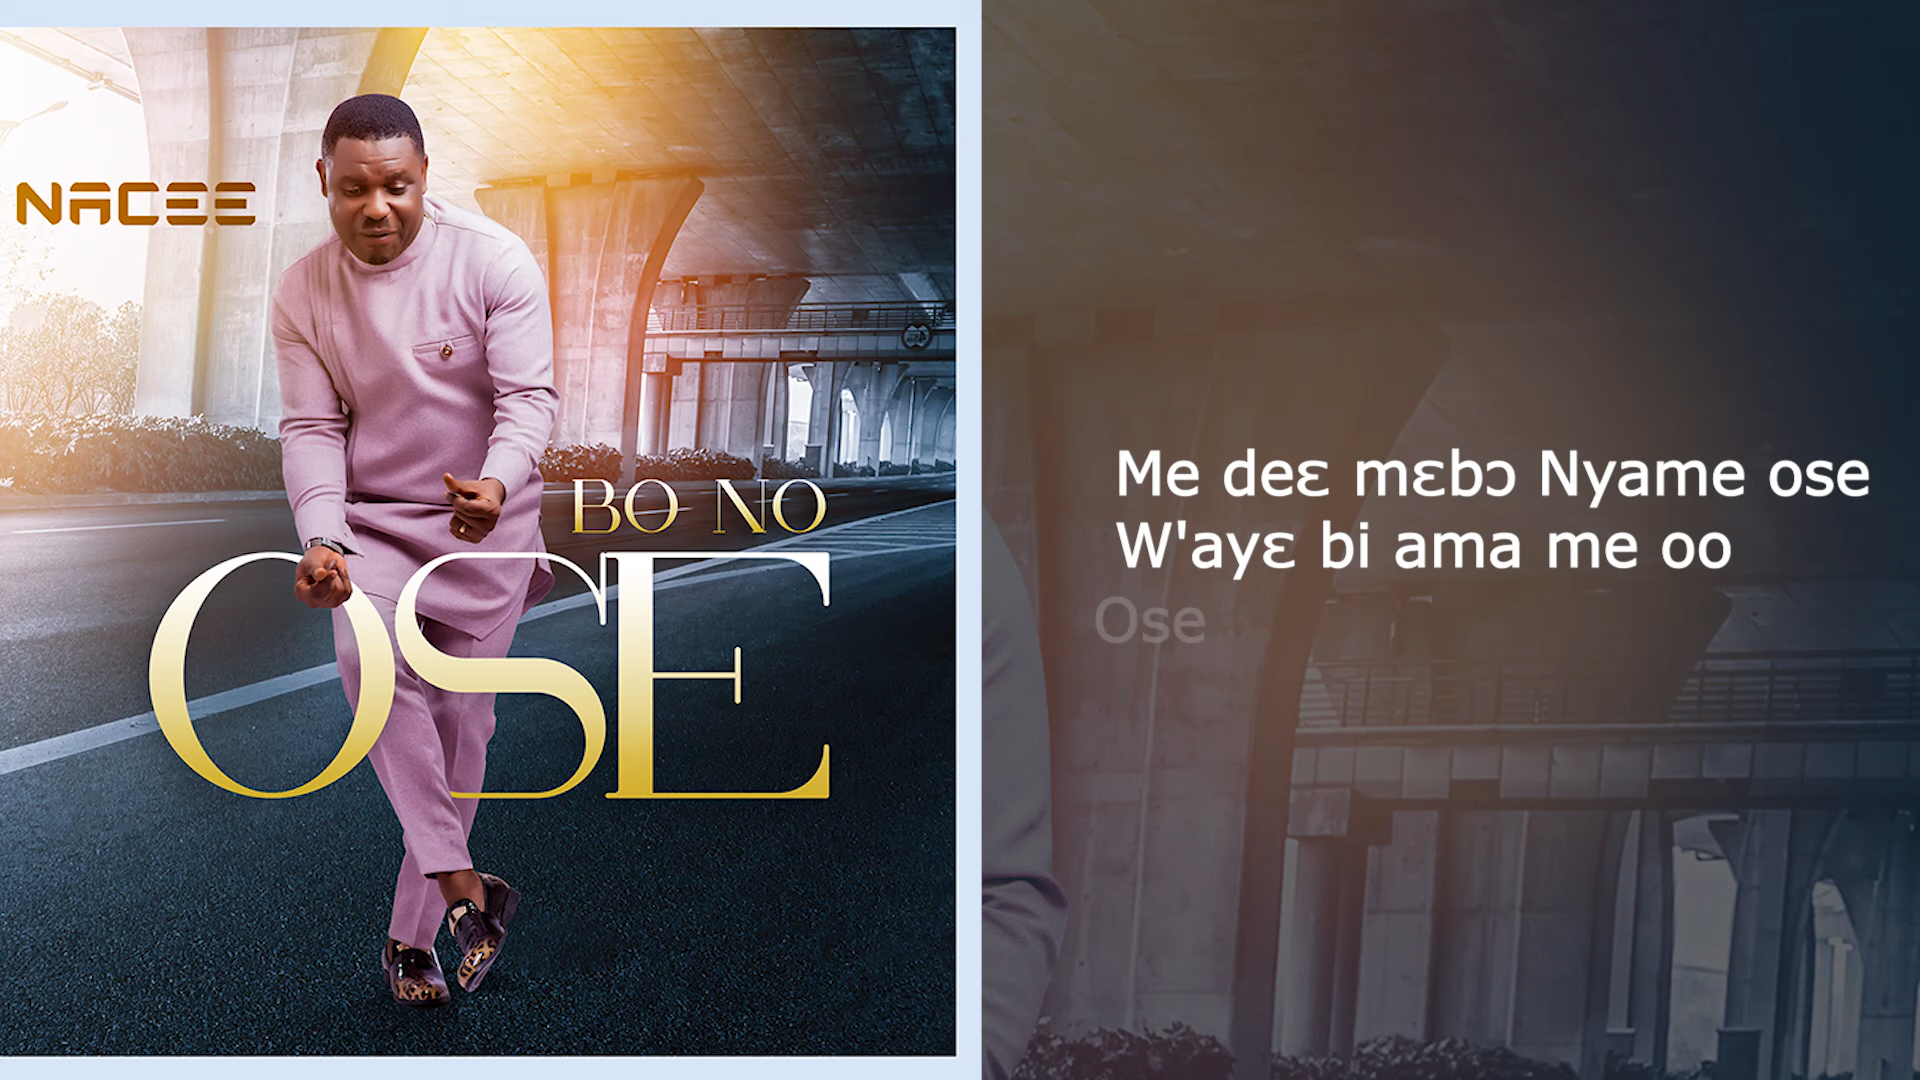 NACEE
BO NO
OSE
Me deɛ mɛbɔ Nyame ose
W'ayɛ bi ama me oo
Ose